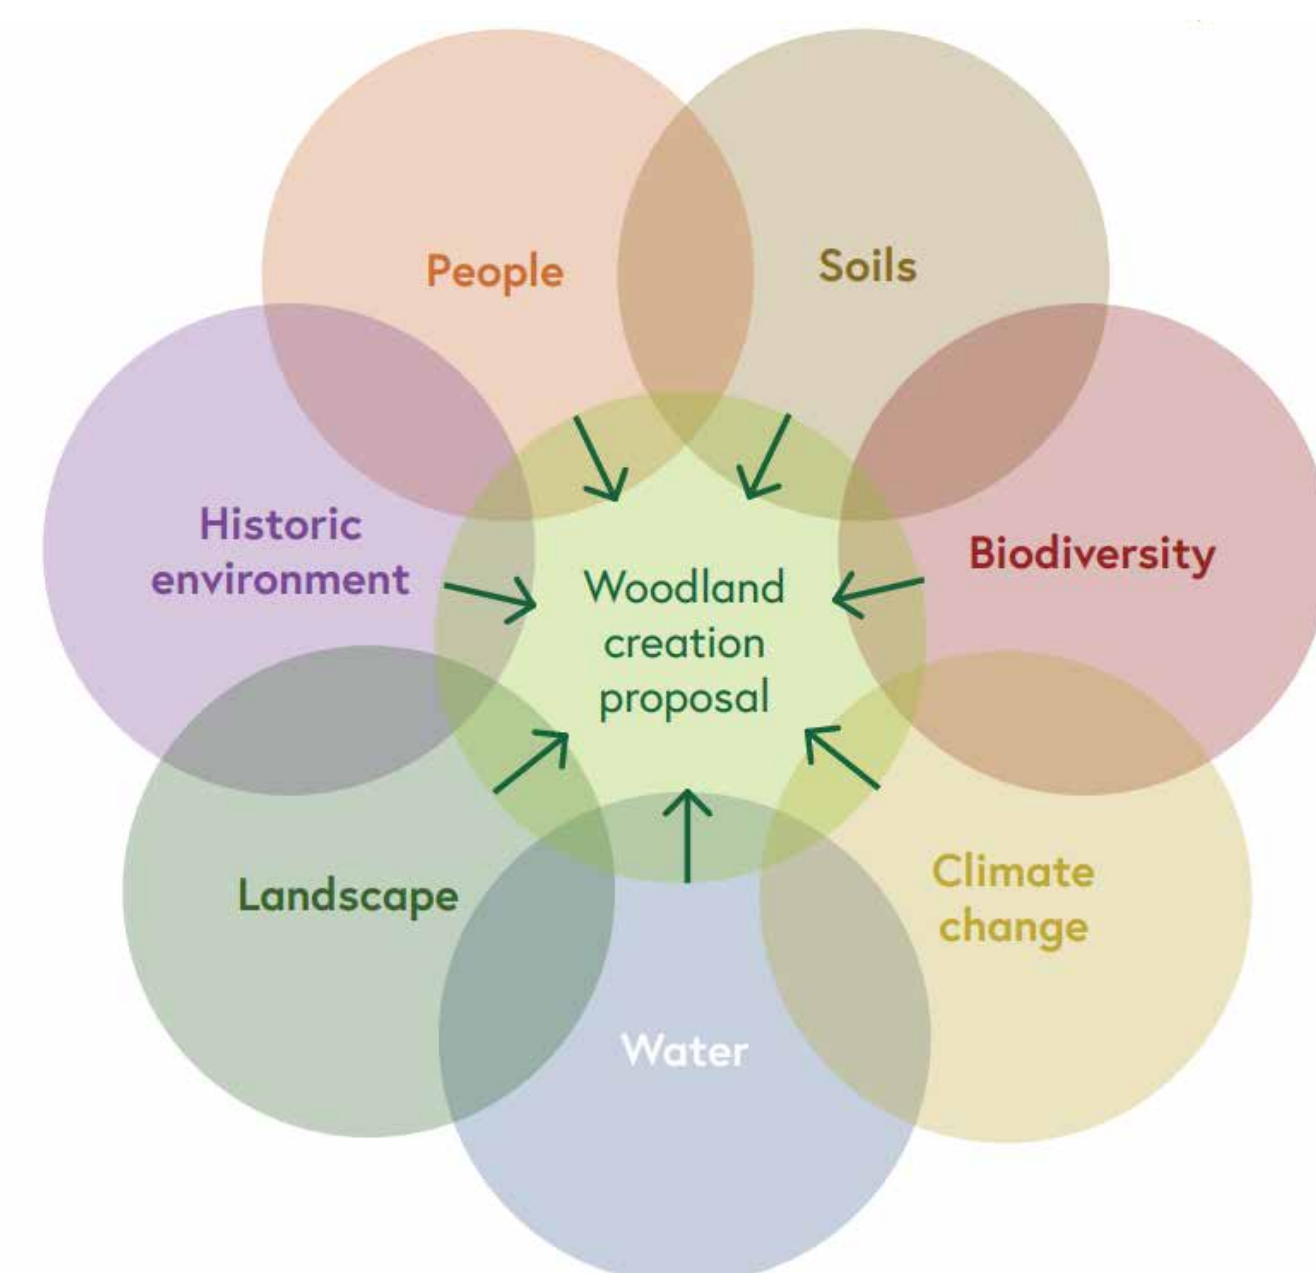 People
Soils
Historic
environment
Biodiversity
Woodland
creation
proposal
Landscape
Climate
change
Water